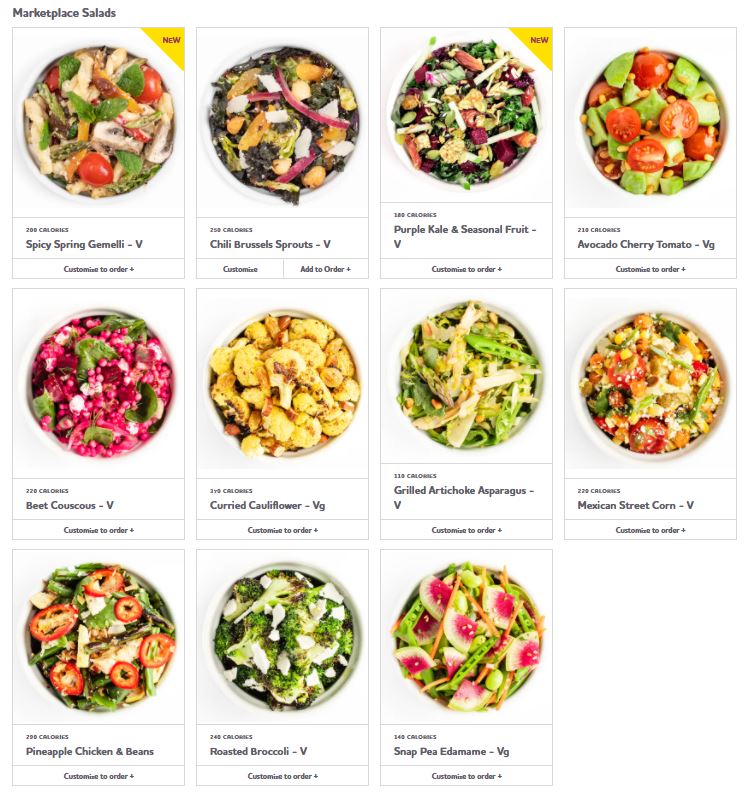 Marketplace Salads
NEW
NEW
200 CALORIES
Spicy Spring Gemelli - V
Customize to order +
250 CALORIES
Chili Brussels Sprouts - V
Customize
Add to Order +
180 CALORIES
Purple Kale & Seasonal Fruit -
V
Customize to order +
210 CALORIES
Avocado Cherry Tomato - Vg
Customize to order +
220 CALORIES
Beet Couscous - V
Customize to order +
370 CALORIES
Curried Cauliflower - Vg
Customize to order +
110 CALORIES
Grilled Artichoke Asparagus -
V
Customize to order +
220 CALORIES
Mexican Street Corn - V
Customize to order +
290 CALORIES
Pineapple Chicken & Beans
Customize to order +
240 CALORIES
Roasted Broccoli - V
Customize to order +
140 CALORIES
Snap Pea Edamame - Vg
Customize to order +